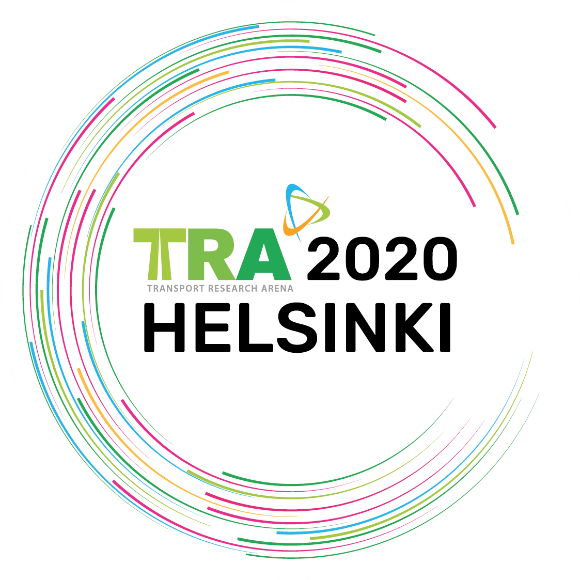 TRA 2020
TRANSPORT RESEARCH ARENA
HELSINKI